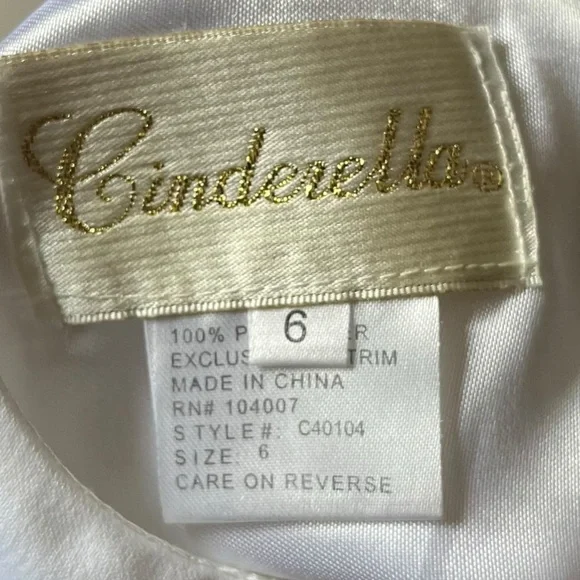 Cinderella®
6
100% P R
EXCLUS TRIM
MADE IN CHINA
RN# 104007
STYLE#: C40104
SIZE: 6
CARE ON REVERSE